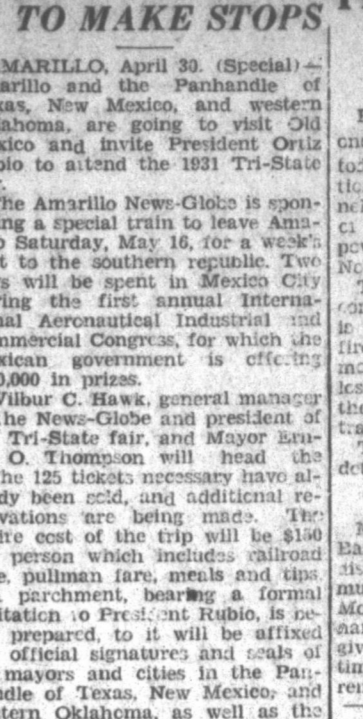 TO MAKE STOPS
MARILLO, April 30. (Special)—
arillo and the Panhandle of
xas, New Mexico, and western
lahoma, are going to visit Old
xico and invite President Ortiz
bio to attend the 1931 Tri-State
r.
he Amarillo News-Globe is spon-
ng a special train to leave Ama-
o Saturday, May 16, for a week's
t to the southern republic. Two
s will be spent in Mexico City
ring the first annual Interna-
nal Aeronautical Industrial and
mmercial Congress, for which the
xican government is offering
0,000 in prizes.
Wilbur C. Hawk, general manager
he News-Globe and president of
Tri-State fair, and Mayor Ern-
O. Thompson will head the
he 125 tickets necessary have al-
dy been sold, and additional re-
vations are being made. The
ire cost of the trip will be $150
person which includes railroad
e, pullman fare, meals and tips.
parchment, bearing a formal
itation to President Rubio, is be-
prepared, to it will be affixed
official signatures and seals of
mayors and cities in the Pan-
dle of Texas, New Mexico, and
tern Oklahoma, as well as the